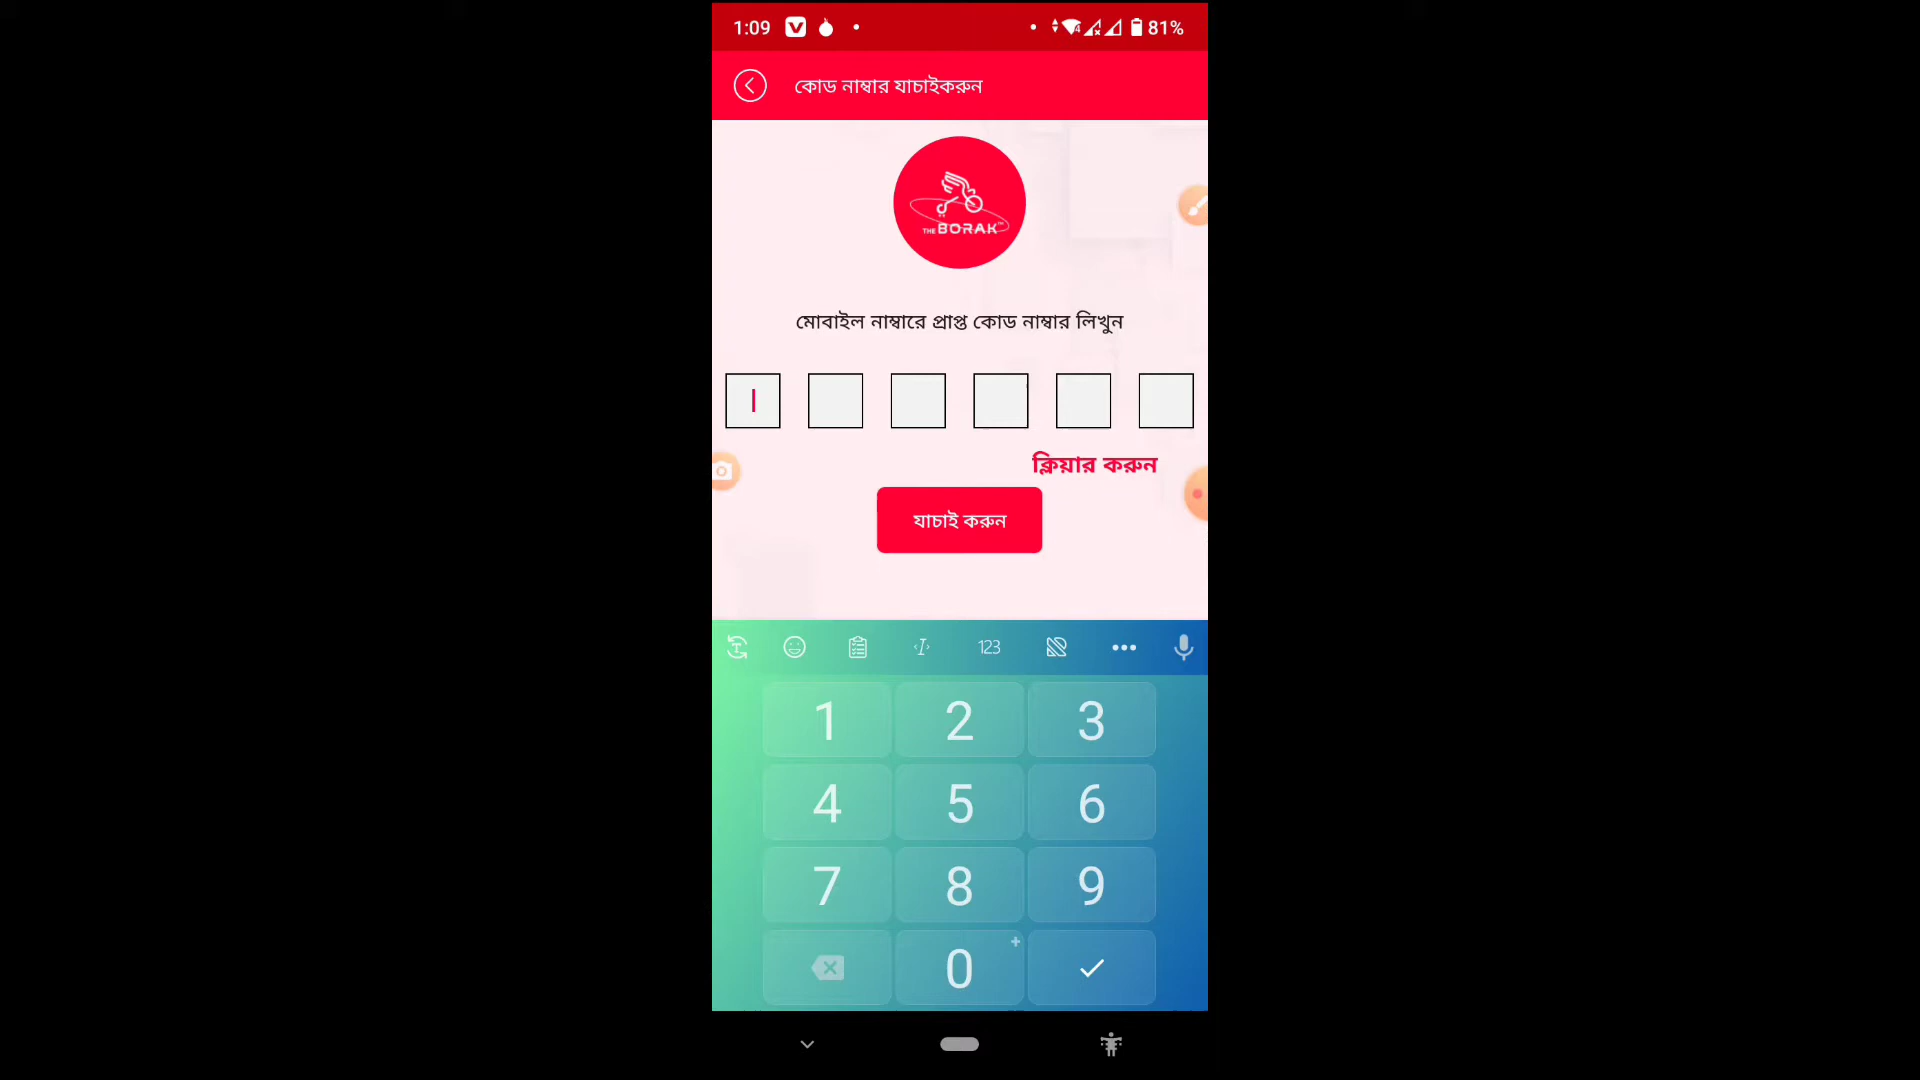 1:09
81%
কোড নাম্বার যাচাইকরুন
THE BORAK™
মোবাইল নাম্বারে প্রাপ্ত কোড নাম্বার লিখুন
ক্লিয়ার করুন
যাচাই করুন
123
1 2 3
4 5 6
7 8 9
0 +